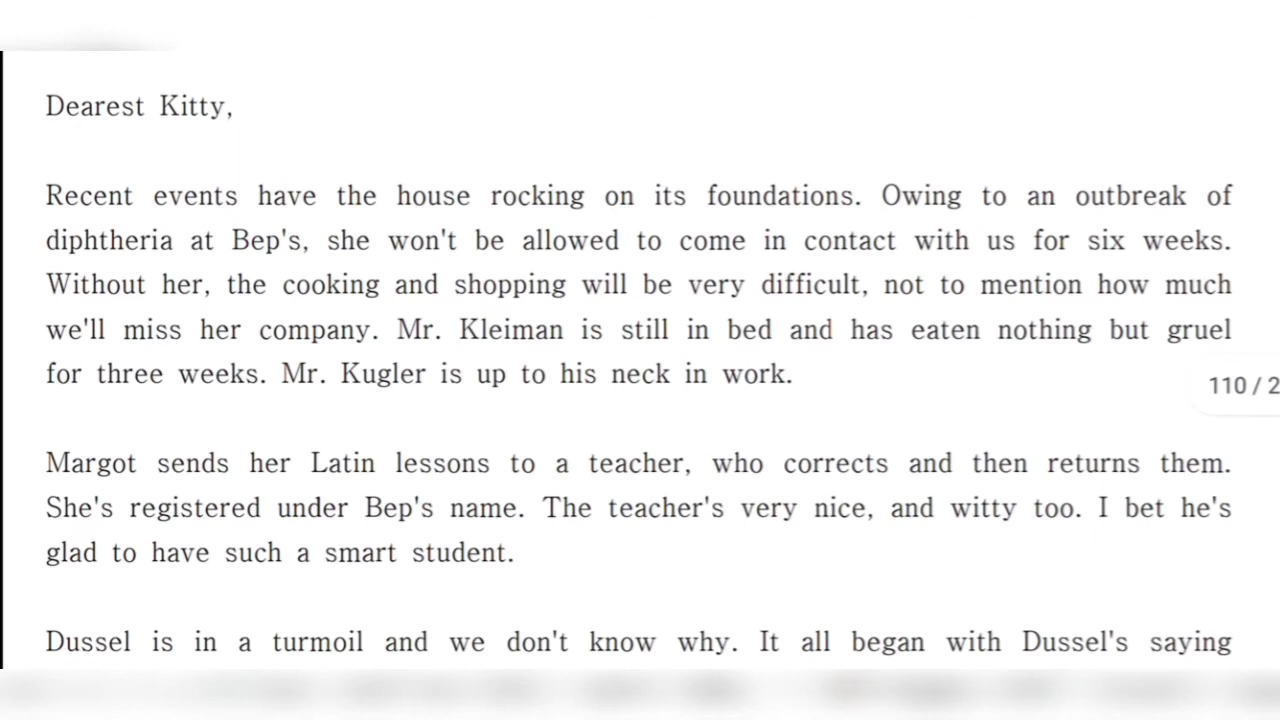 Dearest Kitty,
Recent events have the house rocking on its foundations. Owing to an outbreak of
diphtheria at Bep's, she won't be allowed to come in contact with us for six weeks.
Without her, the cooking and shopping will be very difficult, not to mention how much
we'll miss her company. Mr. Kleiman is still in bed and has eaten nothing but gruel
for three weeks. Mr. Kugler is up to his neck in work.
110 / 2
Margot sends her Latin lessons to a teacher, who corrects and then returns them.
She's registered under Bep's name. The teacher's very nice, and witty too. I bet he's
glad to have such a smart student.
Dussel is in a turmoil and we don't know why. It all began with Dussel's saying